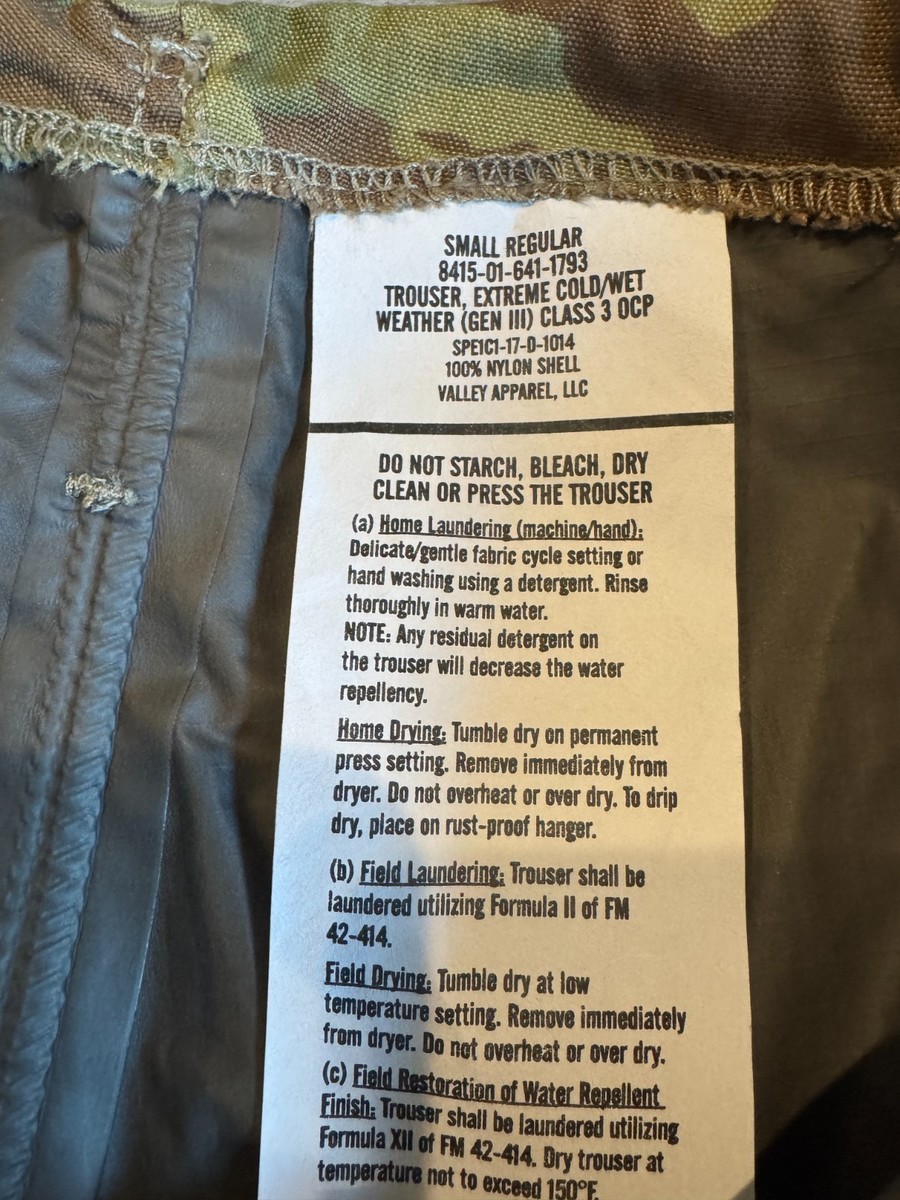 SMALL REGULAR
8415-01-641-1793
TROUSER, EXTREME COLD/WET
WEATHER (GEN III) CLASS 3 OCP
SPE1C1-17-D-1014
100% NYLON SHELL
VALLEY APPAREL, LLC
DO NOT STARCH, BLEACH, DRY
CLEAN OR PRESS THE TROUSER
(a) Home Laundering (machine/hand):
Delicate/gentle fabric cycle setting or
hand washing using a detergent. Rinse
thoroughly in warm water.
NOTE: Any residual detergent on
the trouser will decrease the water
repellency.
Home Drying: Tumble dry on permanent
press setting. Remove immediately from
dryer. Do not overheat or over dry. To drip
dry, place on rust-proof hanger.
(b) Field Laundering: Trouser shall be
laundered utilizing Formula II of FM
42-414.
Field Drying: Tumble dry at low
temperature setting. Remove immediately
from dryer. Do not overheat or over dry.
(c) Field Restoration of Water Repellent
Finish: Trouser shall be laundered utilizing
Formula XII of FM 42-414. Dry trouser at
temperature not to exceed 150°F.